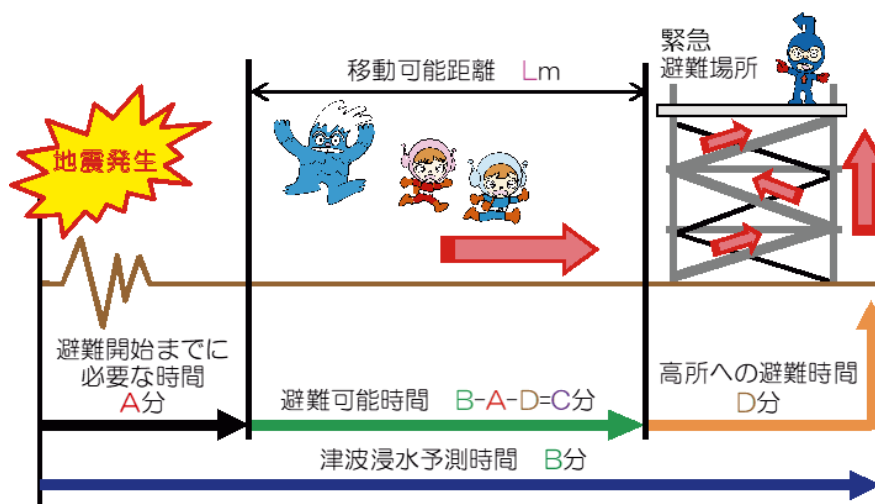 緊急
避難場所
移動可能距離 Lm
地震発生
避難開始までに
必要な時間
A分
避難可能時間 B-A-D=C分
高所への避難時間
D分
津波浸水予測時間 B分